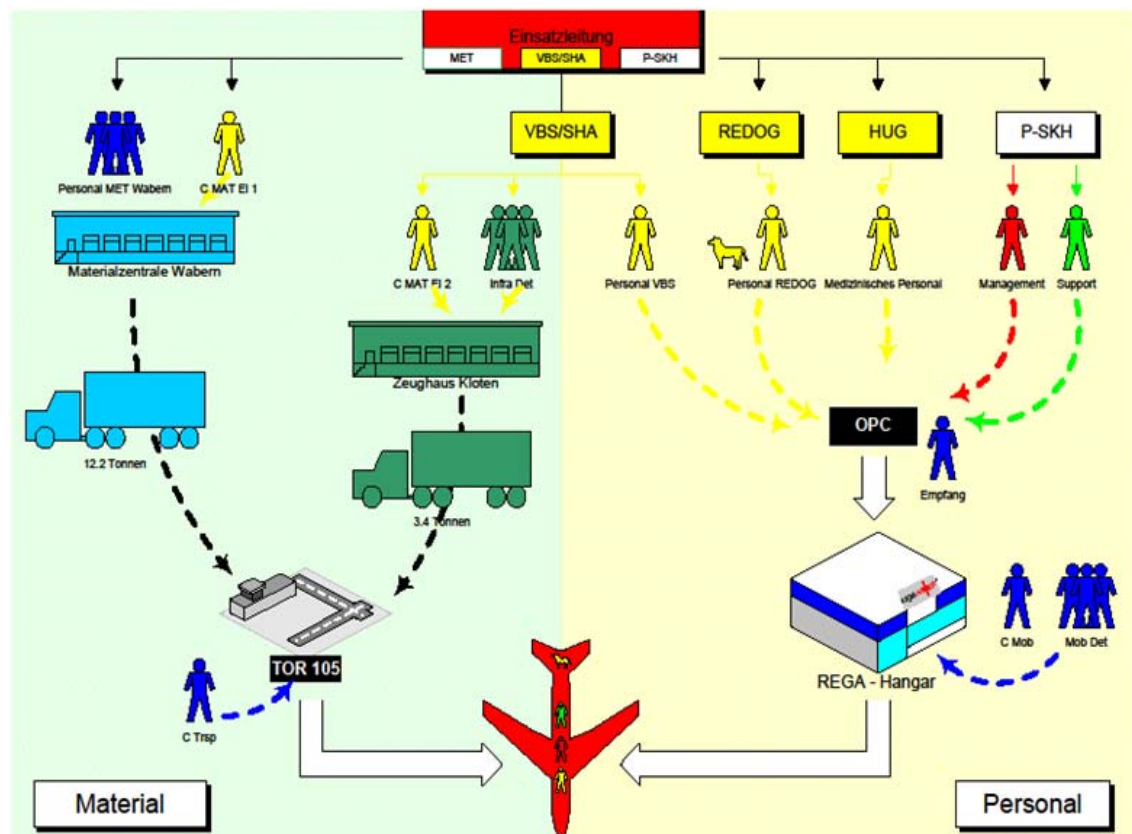 Einsatzleitung
MET
VBS/SHA
P-SKH
VBS/SHA
REDOG
HUG
P-SKH
Personal MET Wabern
C MAT EI 1
Materialzentrale Wabern
C MAT EI 2
Infra Det
Personal VBS
Personal REDOG
Medizinisches Personal
Management
Support
Zeughaus Kloten
12.2 Tonnen
3.4 Tonnen
OPC
Empfang
TOR 105
C Trsp
C Mob
Mob Det
REGA - Hangar
Material
Personal